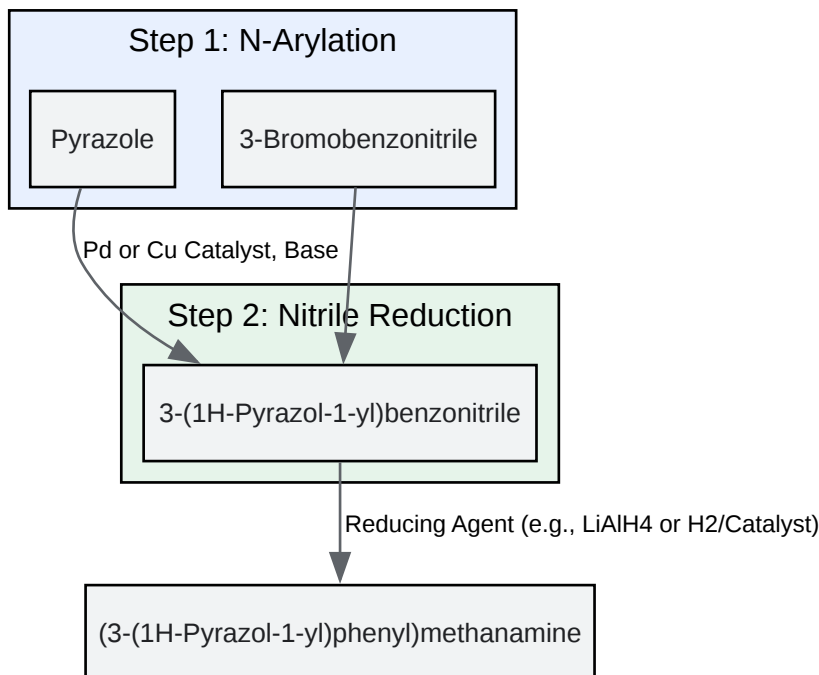 Step 1: N-Arylation
Pyrazole
3-Bromobenzonitrile
Pd or Cu Catalyst, Base
Step 2: Nitrile Reduction
3-(1H-Pyrazol-1-yl)benzonitrile
Reducing Agent (e.g., LiAlH4 or H2/Catalyst)
(3-(1H-Pyrazol-1-yl)phenyl)methanamine